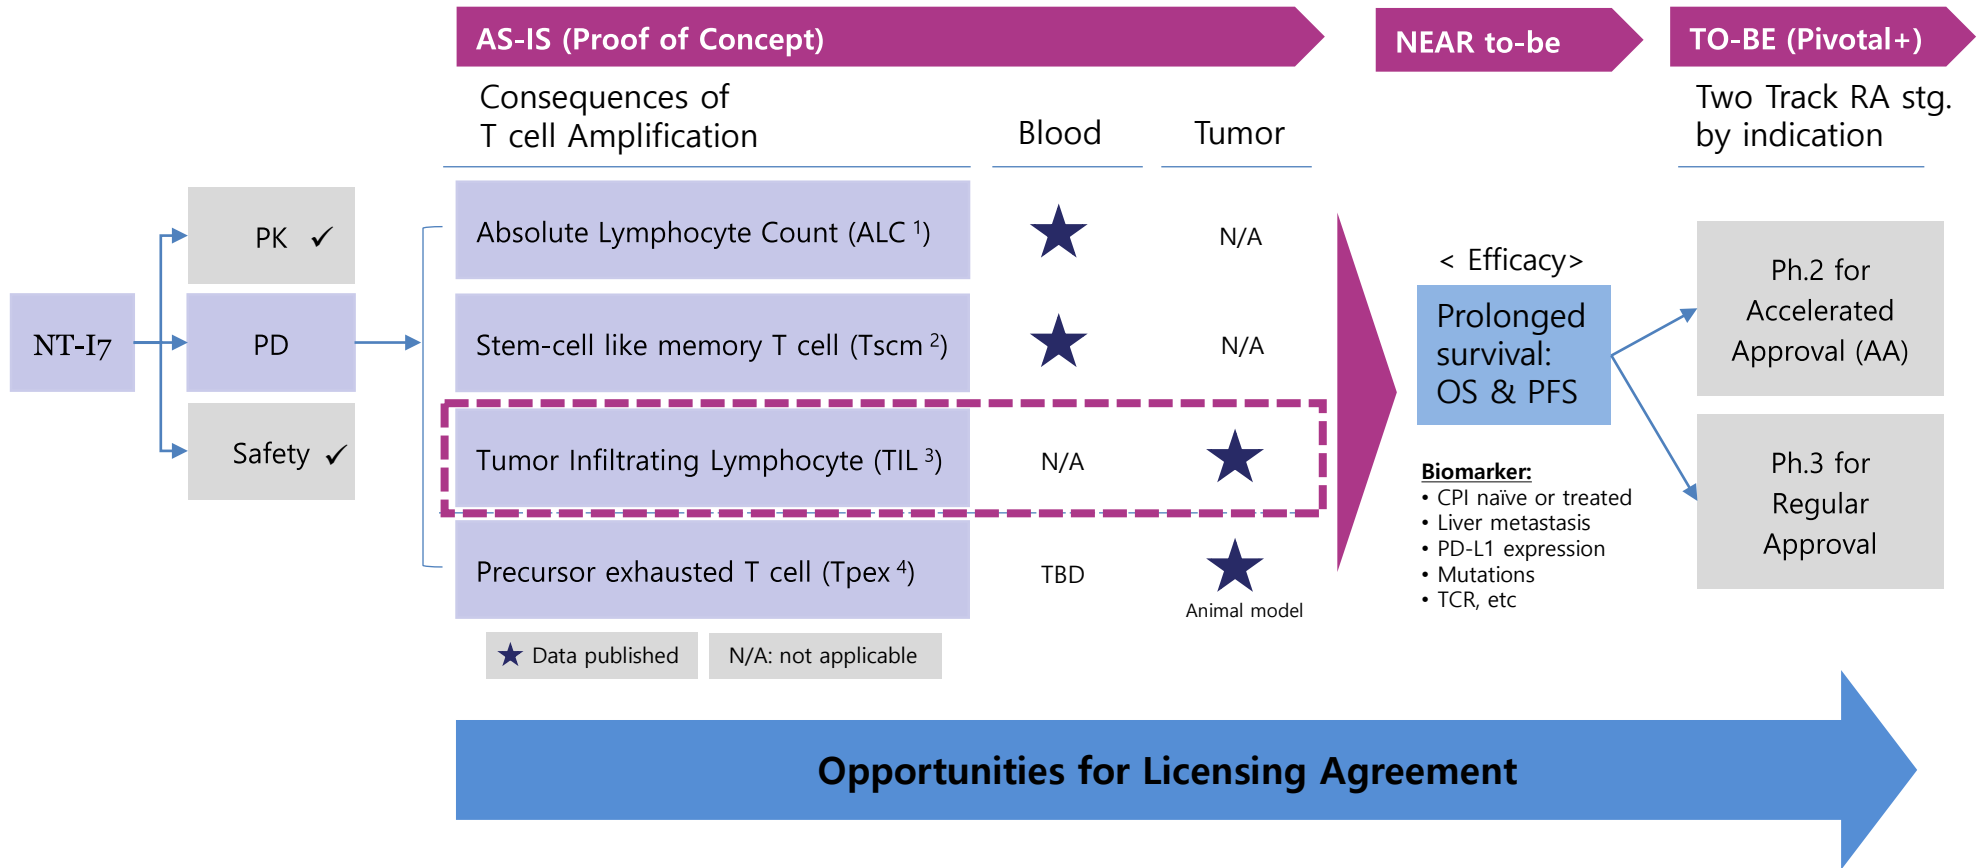 AS-IS (Proof of Concept)
NEAR to-be
TO-BE (Pivotal+)
Consequences of
T cell Amplification
Blood
Tumor
Two Track RA stg.
by indication
NT-I7
PK ✓
PD
Safety ✓
Absolute Lymphocyte Count (ALC 1)
N/A
Stem-cell like memory T cell (Tscm 2)
N/A
Tumor Infiltrating Lymphocyte (TIL 3)
N/A
Precursor exhausted T cell (Tpex 4)
TBD
Animal model
★ Data published
N/A: not applicable
< Efficacy>
Prolonged
survival:
OS & PFS
Biomarker:
• CPI naïve or treated
• Liver metastasis
• PD-L1 expression
• Mutations
• TCR, etc
Ph.2 for
Accelerated
Approval (AA)
Ph.3 for
Regular
Approval
Opportunities for Licensing Agreement